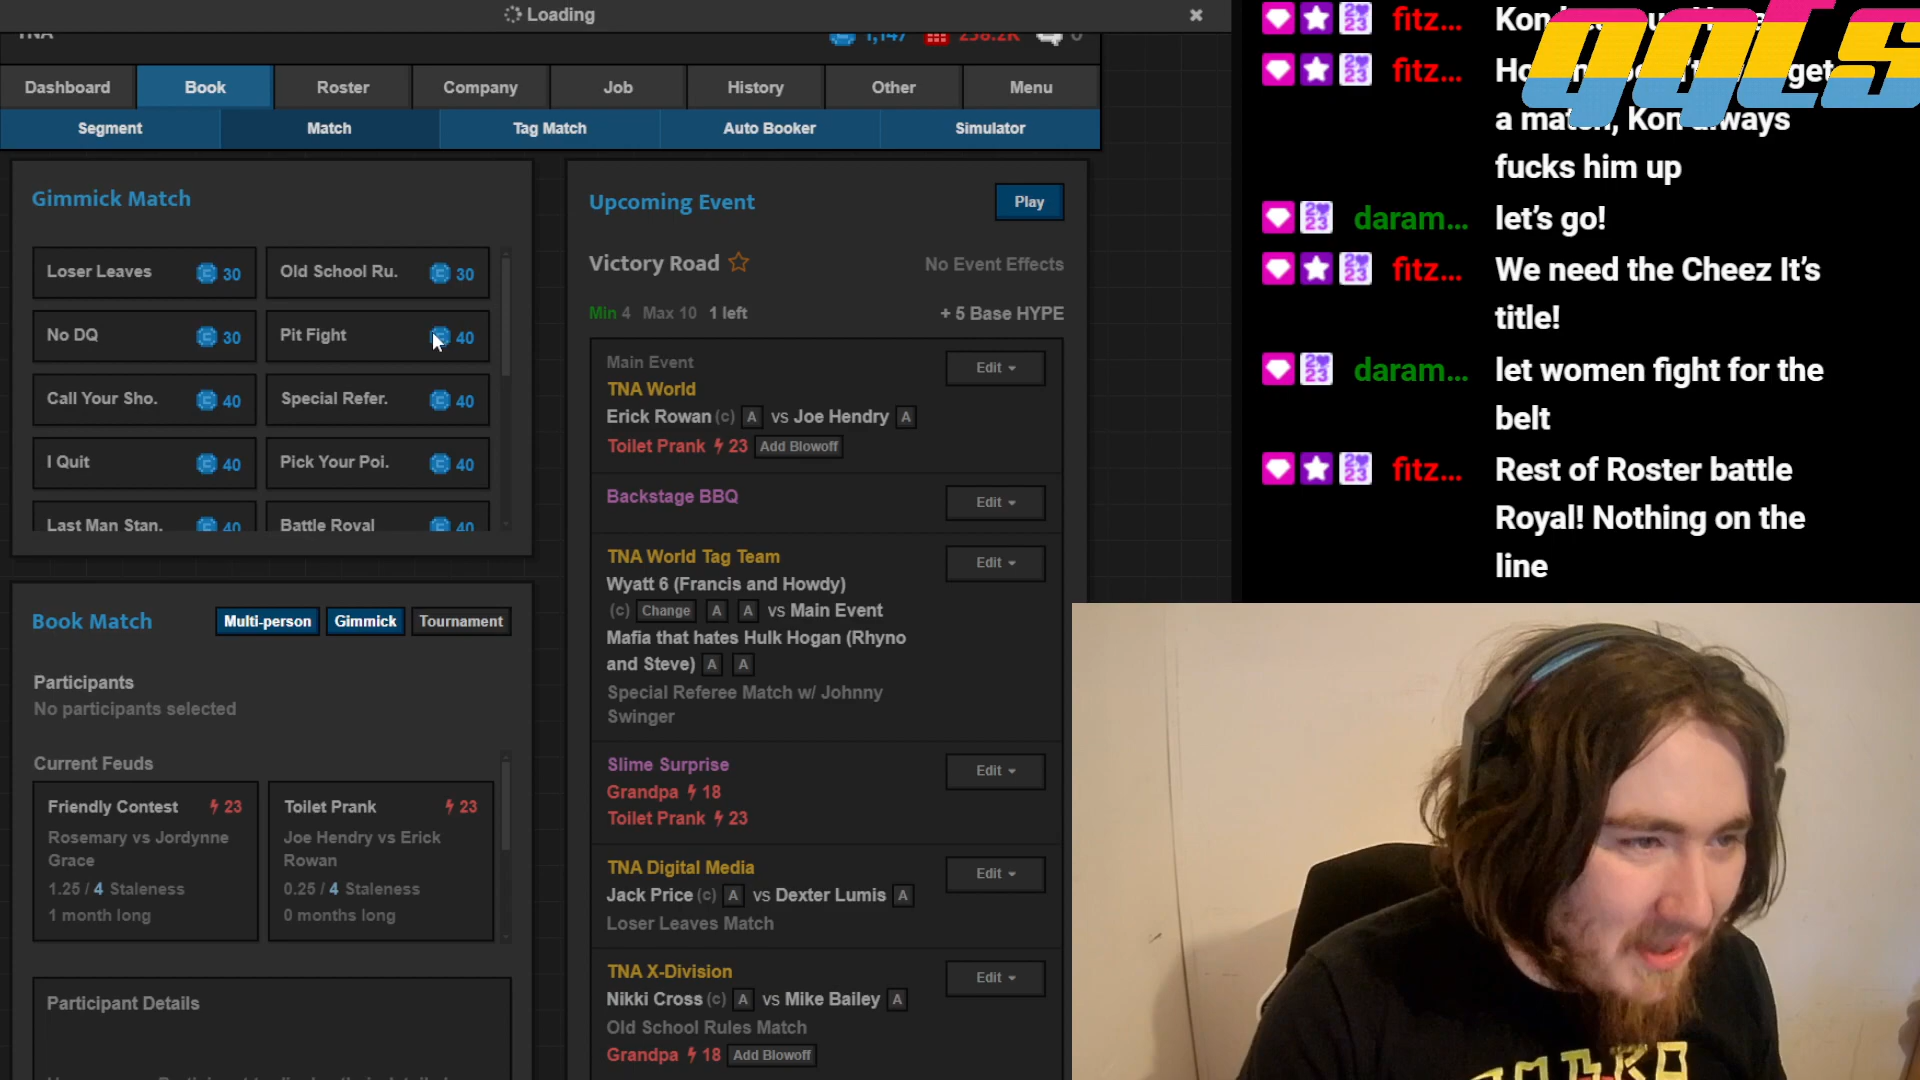 Loading
TNA
1,147 238.2K 0
Dashboard Book Roster Company Job History Other Menu
Segment Match Tag Match Auto Booker Simulator
Gimmick Match
Loser Leaves 30 Old School Ru. 30
No DQ 30 Pit Fight 40
Call Your Sho. 40 Special Refer. 40
I Quit 40 Pick Your Poi. 40
Last Man Stan. 40 Battle Royal 40
Book Match Multi-person Gimmick Tournament
Participants
No participants selected
Current Feuds
Friendly Contest 23
Rosemary vs Jordynne
Grace
1.25 / 4 Staleness
1 month long
Toilet Prank 23
Joe Hendry vs Erick
Rowan
0.25 / 4 Staleness
0 months long
Participant Details
Upcoming Event Play
Victory Road No Event Effects
Min 4 Max 10 1 left + 5 Base HYPE
Main Event Edit
TNA World
Erick Rowan (c) A vs Joe Hendry A
Toilet Prank 23 Add Blowoff
Backstage BBQ Edit
TNA World Tag Team Edit
Wyatt 6 (Francis and Howdy)
(c) Change A A vs Main Event
Mafia that hates Hulk Hogan (Rhyno
and Steve) A A
Special Referee Match w/ Johnny
Swinger
Slime Surprise Edit
Grandpa 18
Toilet Prank 23
TNA Digital Media Edit
Jack Price (c) A vs Dexter Lumis A
Loser Leaves Match
TNA X-Division Edit
Nikki Cross (c) A vs Mike Bailey A
Old School Rules Match
Grandpa 18 Add Blowoff
fitz... Kon
fitz... get
a match, Kon always
fucks him up
daram... let’s go!
fitz... We need the Cheez It’s
title!
daram... let women fight for the
belt
fitz... Rest of Roster battle
Royal! Nothing on the
line